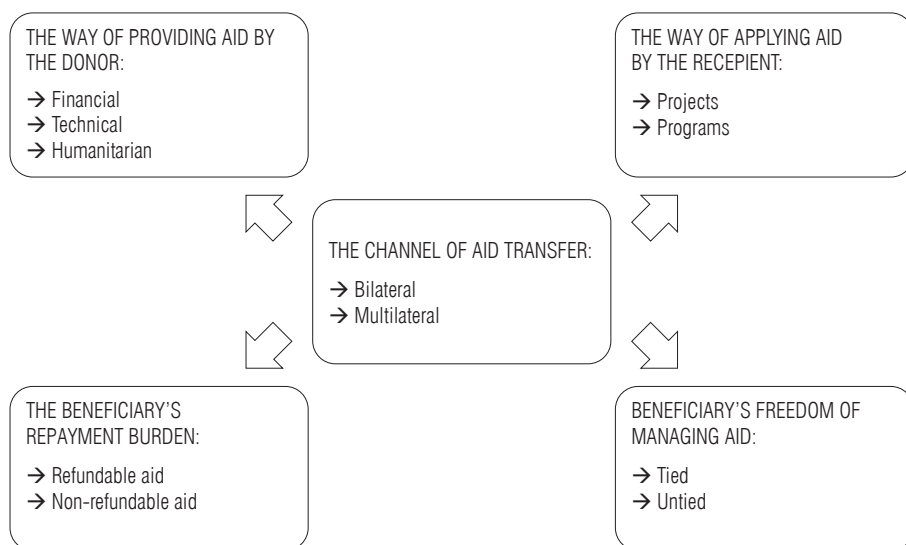 THE WAY OF PROVIDING AID BY
THE DONOR:
→ Financial
→ Technical
→ Humanitarian
THE WAY OF APPLYING AID
BY THE RECEPIENT:
→ Projects
→ Programs
THE CHANNEL OF AID TRANSFER:
→ Bilateral
→ Multilateral
THE BENEFICIARY’S
REPAYMENT BURDEN:
→ Refundable aid
→ Non-refundable aid
BENEFICIARY’S FREEDOM OF
MANAGING AID:
→ Tied
→ Untied